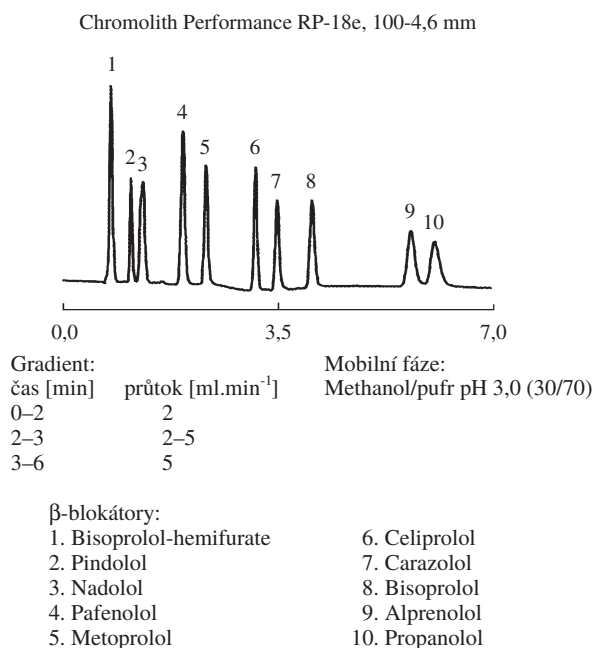 Chromolith Performance RP-18e, 100-4,6 mm
1
2 3
4
5
6
7
8
9
10
0,0 3,5 7,0
Gradient: Mobilní fáze:
čas [min] průtok [ml.min-1] Methanol/pufr pH 3,0 (30/70)
0–2 2
2–3 2–5
3–6 5
β-blokátory:
1. Bisoprolol-hemifurate 6. Celiprolol
2. Pindolol 7. Carazolol
3. Nadolol 8. Bisoprolol
4. Pafenolol 9. Alprenolol
5. Metoprolol 10. Propanolol